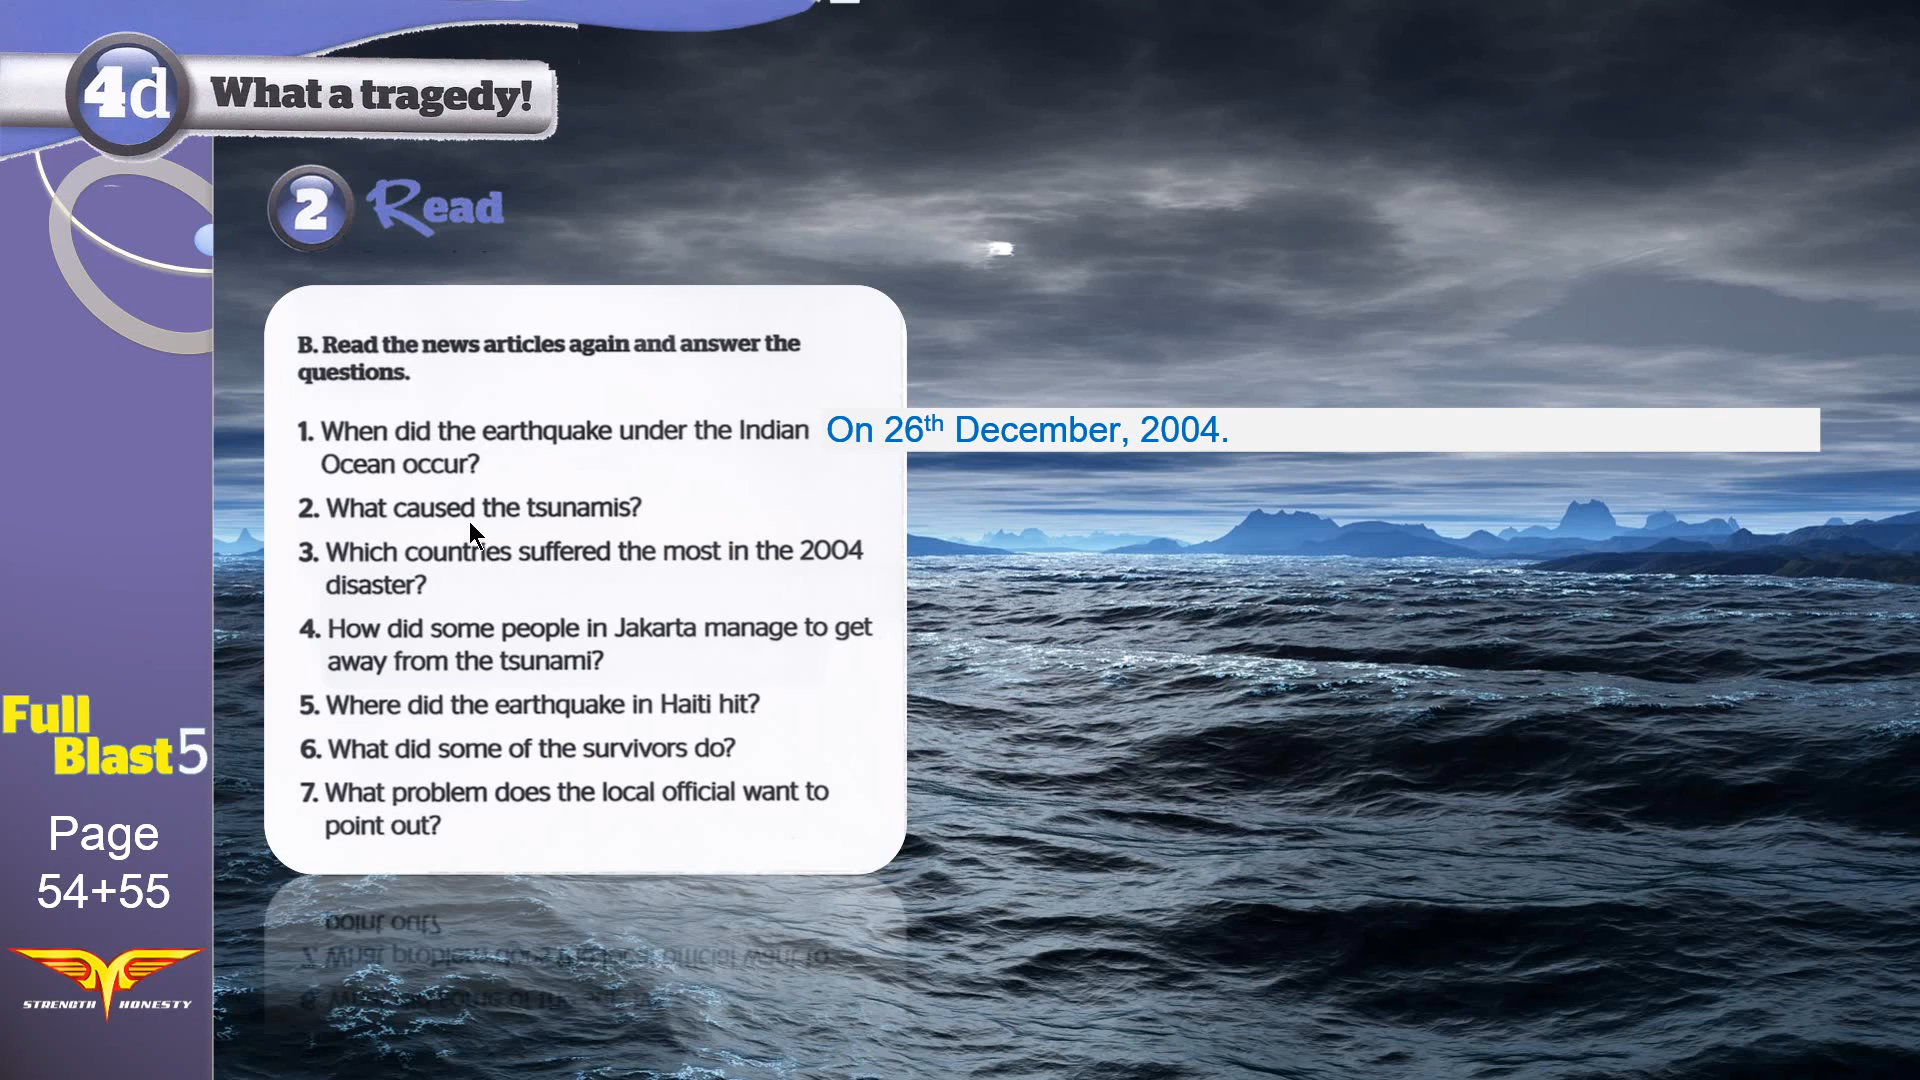 4d What a tragedy!
2 Read
B. Read the news articles again and answer the
questions.
1. When did the earthquake under the Indian
Ocean occur?
On 26th December, 2004.
2. What caused the tsunamis?
3. Which countries suffered the most in the 2004
disaster?
4. How did some people in Jakarta manage to get
away from the tsunami?
5. Where did the earthquake in Haiti hit?
6. What did some of the survivors do?
7. What problem does the local official want to
point out?
Full
Blast 5
Page
54+55
STRENGTH HONESTY